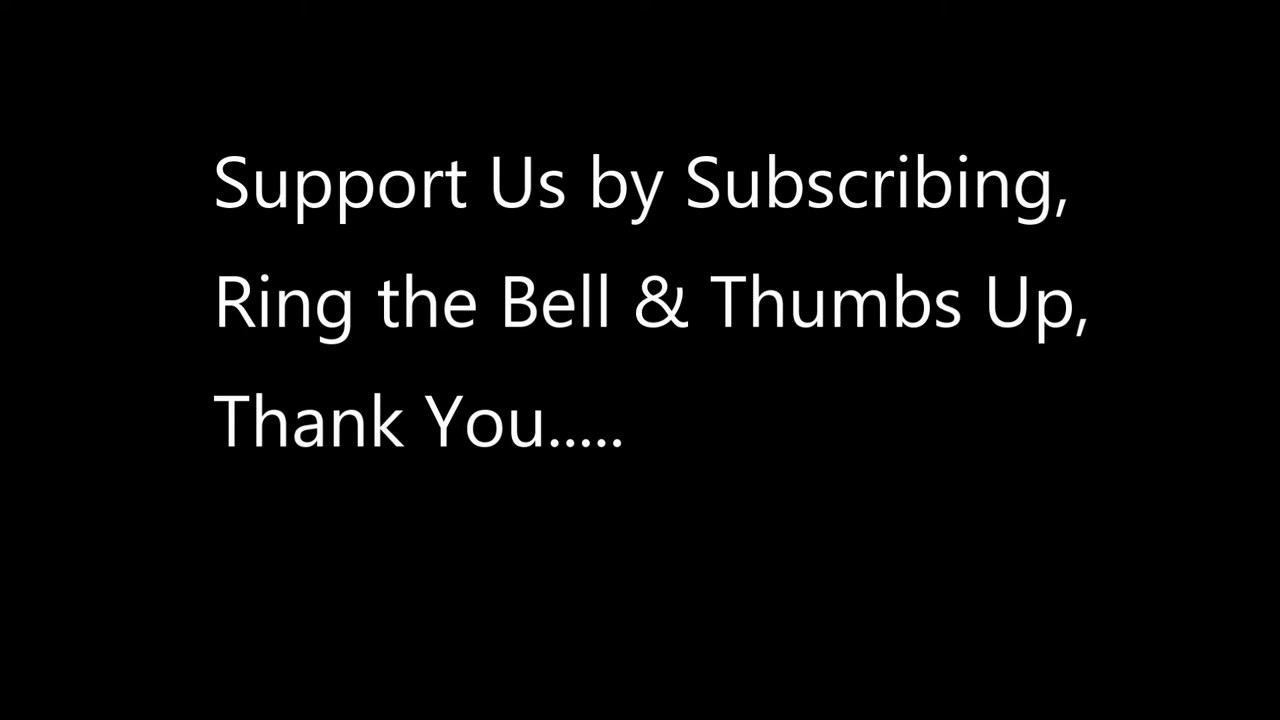 Support Us by Subscribing,
Ring the Bell & Thumbs Up,
Thank You.....